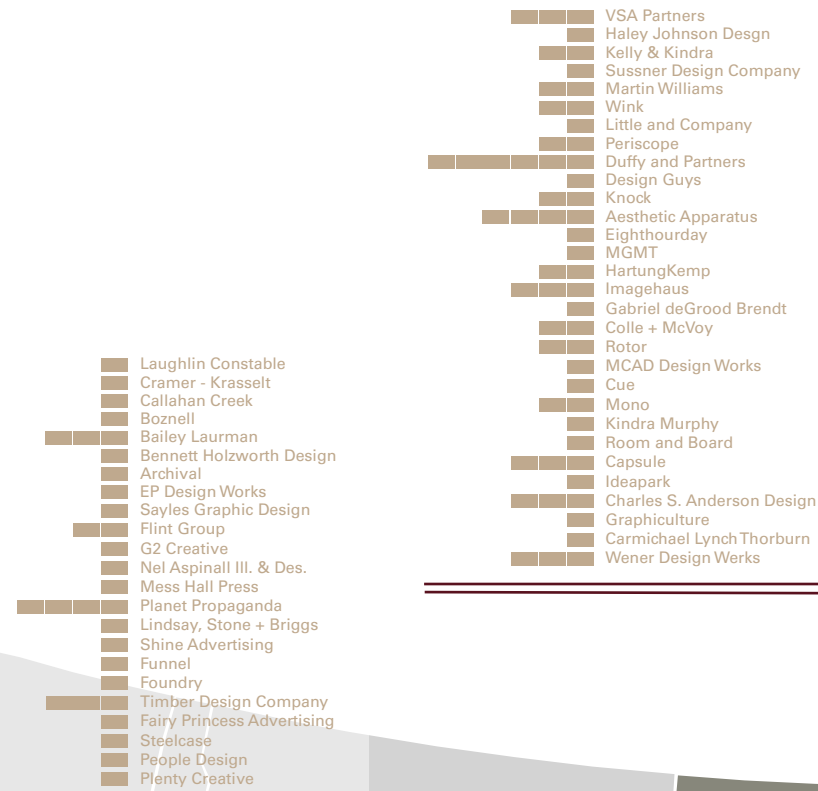 VSA Partners
Haley Johnson Desgn
Kelly & Kindra
Sussner Design Company
Martin Williams
Wink
Little and Company
Periscope
Duffy and Partners
Design Guys
Knock
Aesthetic Apparatus
Eighthourday
MGMT
HartungKemp
Imagehaus
Gabriel deGrood Brendt
Colle + McVoy
Rotor
MCAD Design Works
Cue
Mono
Kindra Murphy
Room and Board
Capsule
Ideapark
Charles S. Anderson Design
Graphiculture
Carmichael Lynch Thorburn
Wener Design Werks
Laughlin Constable
Cramer - Krasselt
Callahan Creek
Boznell
Bailey Laurman
Bennett Holzworth Design
Archival
EP Design Works
Sayles Graphic Design
Flint Group
G2 Creative
Nel Aspinall Ill. & Des.
Mess Hall Press
Planet Propaganda
Lindsay, Stone + Briggs
Shine Advertising
Funnel
Foundry
Timber Design Company
Fairy Princess Advertising
Steelcase
People Design
Plenty Creative